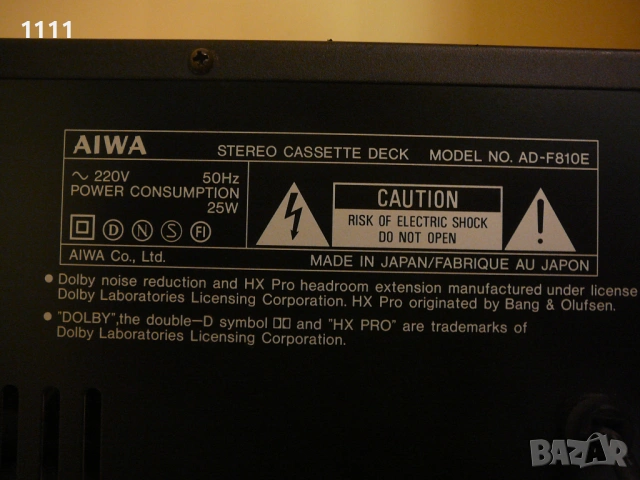 1111
AIWA STEREO CASSETTE DECK MODEL NO. AD-F810E
~ 220V 50Hz
POWER CONSUMPTION
25W
D N S FI
CAUTION
RISK OF ELECTRIC SHOCK
DO NOT OPEN
!
AIWA Co., Ltd. MADE IN JAPAN/FABRIQUE AU JAPON
• Dolby noise reduction and HX Pro headroom extension manufactured under license
Dolby Laboratories Licensing Corporation. HX Pro originated by Bang & Olufsen.
• "DOLBY",the double-D symbol DD and "HX PRO" are trademarks of
Dolby Laboratories Licensing Corporation.
BAZAR